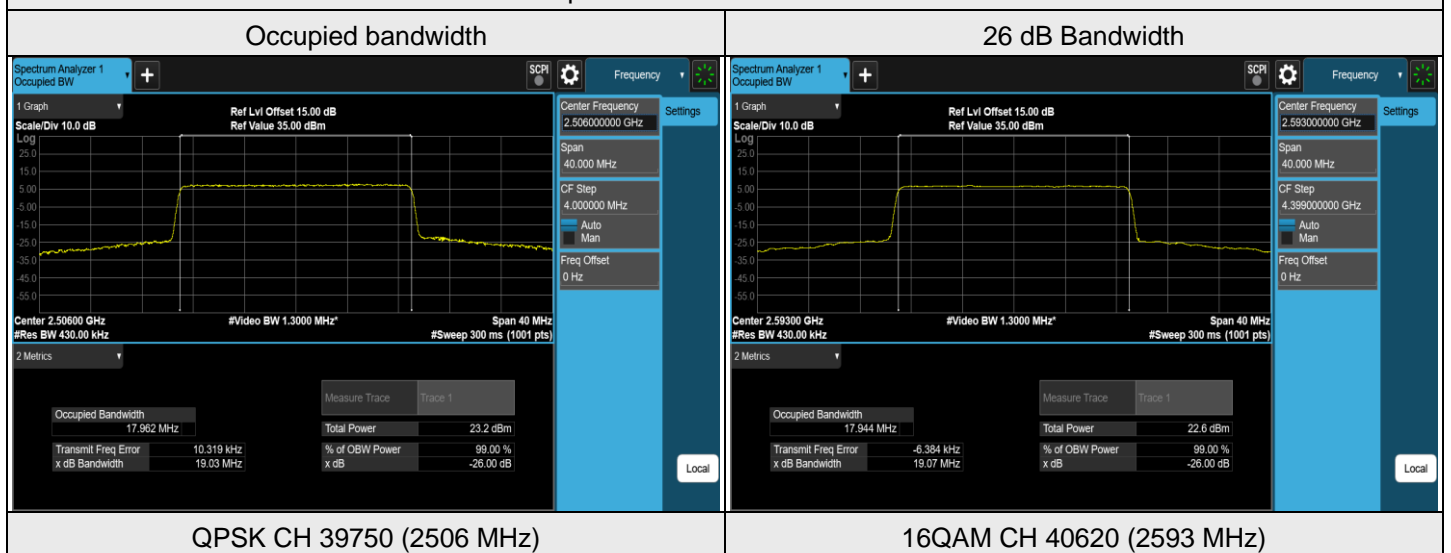 Occupied bandwidth
26 dB Bandwidth
Spectrum Analyzer 1
Occupied BW
+
SCPI
Frequency
1 Graph
Scale/Div 10.0 dB
Ref Lvl Offset 15.00 dB
Ref Value 35.00 dBm
Log
25.0
15.0
5.00
-5.00
-15.0
-25.0
-35.0
-45.0
-55.0
Center 2.50600 GHz
#Res BW 430.00 kHz
#Video BW 1.3000 MHz*
Span 40 MHz
#Sweep 300 ms (1001 pts)
Center Frequency
2.506000000 GHz
Settings
Span
40.000 MHz
CF Step
4.000000 MHz
Auto
Man
Freq Offset
0 Hz
2 Metrics
Measure Trace Trace 1
Occupied Bandwidth
17.962 MHz
Total Power 23.2 dBm
Transmit Freq Error 10.319 kHz
% of OBW Power 99.00 %
x dB Bandwidth 19.03 MHz
x dB -26.00 dB
Local
Spectrum Analyzer 1
Occupied BW
+
SCPI
Frequency
1 Graph
Scale/Div 10.0 dB
Ref Lvl Offset 15.00 dB
Ref Value 35.00 dBm
Log
25.0
15.0
5.00
-5.00
-15.0
-25.0
-35.0
-45.0
-55.0
Center 2.59300 GHz
#Res BW 430.00 kHz
#Video BW 1.3000 MHz*
Span 40 MHz
#Sweep 300 ms (1001 pts)
Center Frequency
2.593000000 GHz
Settings
Span
40.000 MHz
CF Step
4.399000000 GHz
Auto
Man
Freq Offset
0 Hz
2 Metrics
Measure Trace Trace 1
Occupied Bandwidth
17.944 MHz
Total Power 22.6 dBm
Transmit Freq Error -6.384 kHz
% of OBW Power 99.00 %
x dB Bandwidth 19.07 MHz
x dB -26.00 dB
Local
QPSK CH 39750 (2506 MHz)
16QAM CH 40620 (2593 MHz)